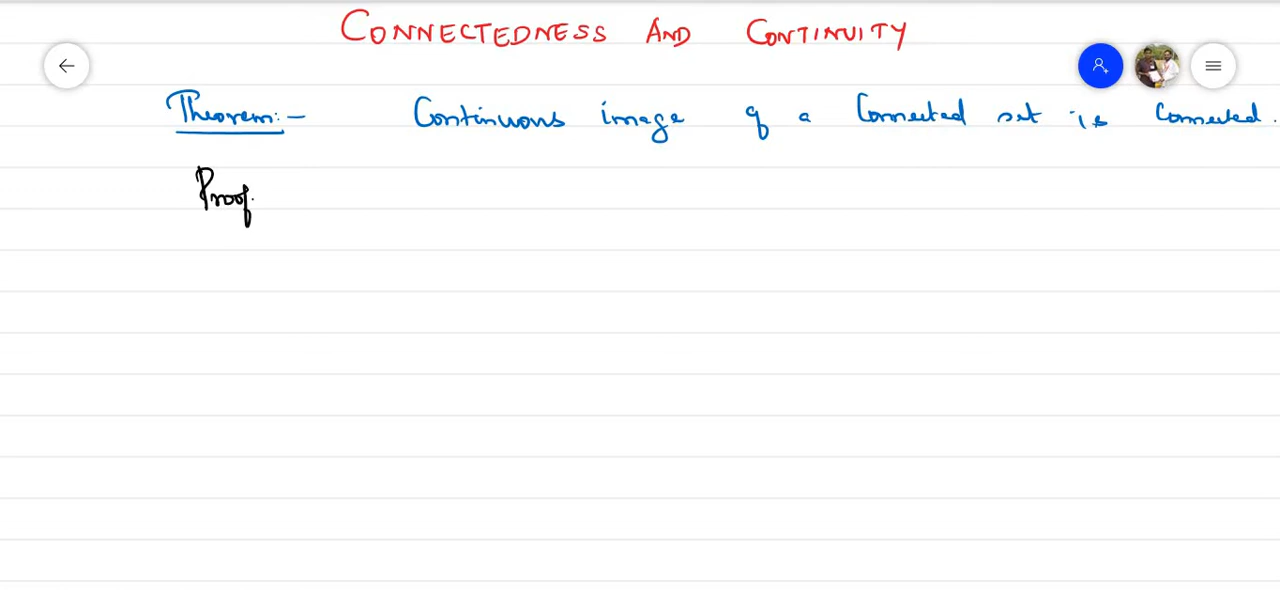 CONNECTEDNESS AND CONTINUITY
Theorem:- Continuous image of a Connected set is Connected.
Proof.